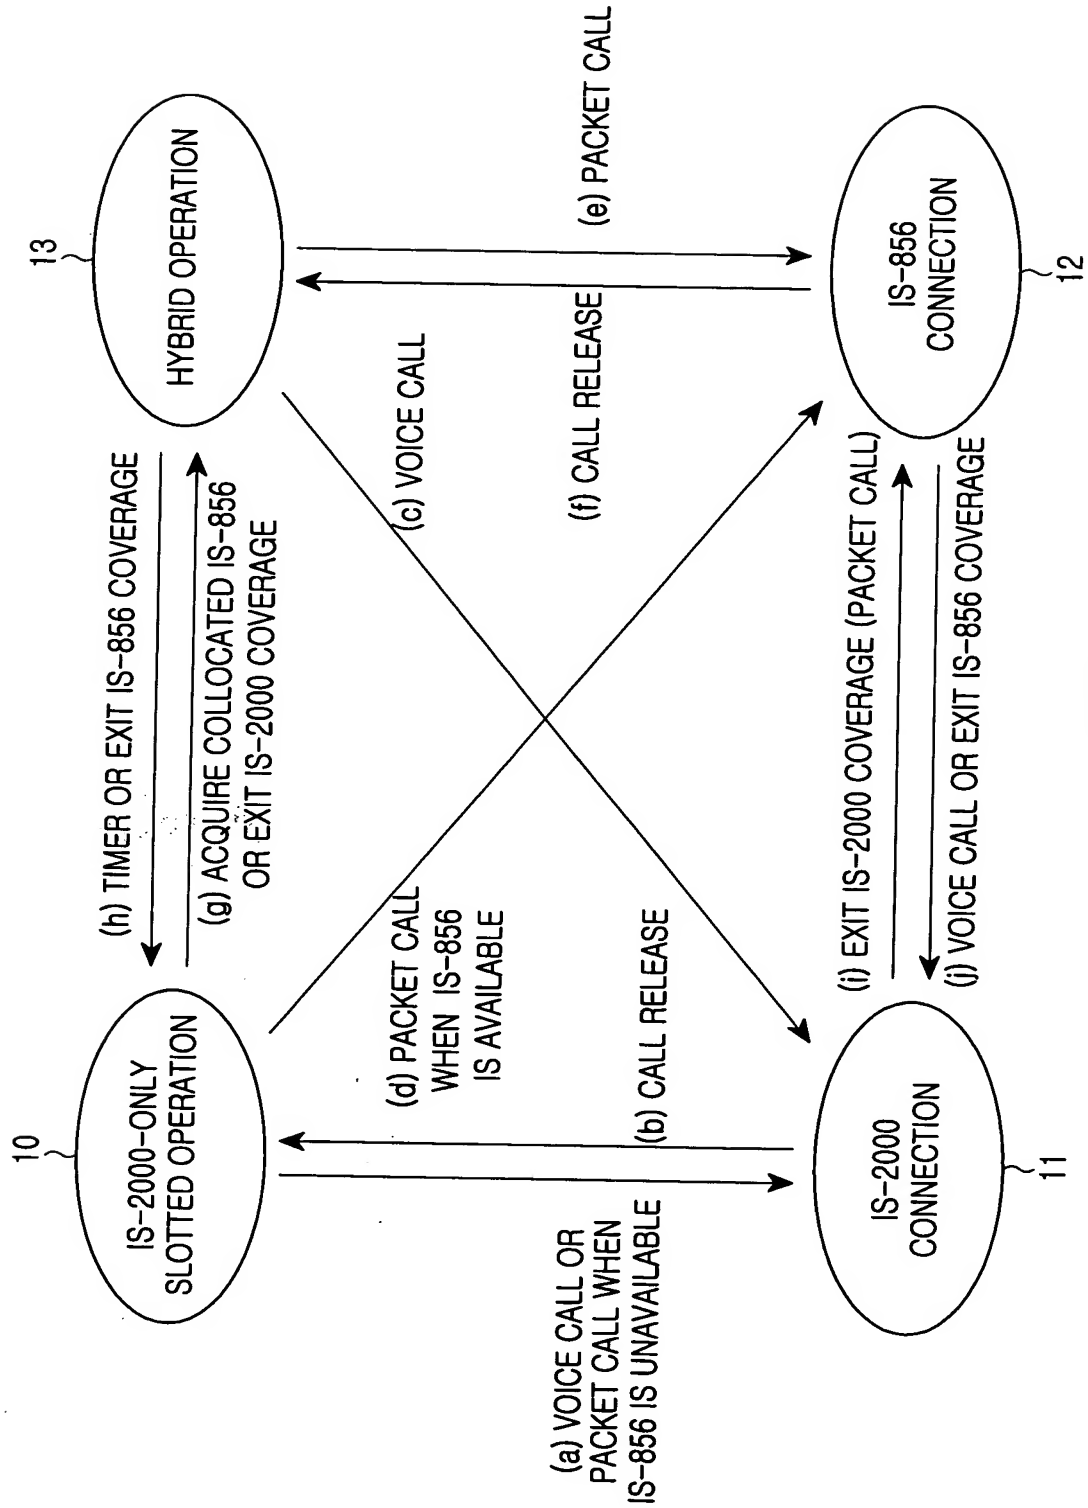 10
IS-2000-ONLY
SLOTTED OPERATION
(h) TIMER OR EXIT IS-856 COVERAGE
(g) ACQUIRE COLLOCATED IS-856
OR EXIT IS-2000 COVERAGE
13
HYBRID OPERATION
(a) VOICE CALL OR
PACKET CALL WHEN
IS-856 IS UNAVAILABLE
(b) CALL RELEASE
(d) PACKET CALL
WHEN IS-856
IS AVAILABLE
(c) VOICE CALL
(f) CALL RELEASE
(e) PACKET CALL
IS-2000
CONNECTION
11
(i) EXIT IS-2000 COVERAGE (PACKET CALL)
(j) VOICE CALL OR EXIT IS-856 COVERAGE
IS-856
CONNECTION
12